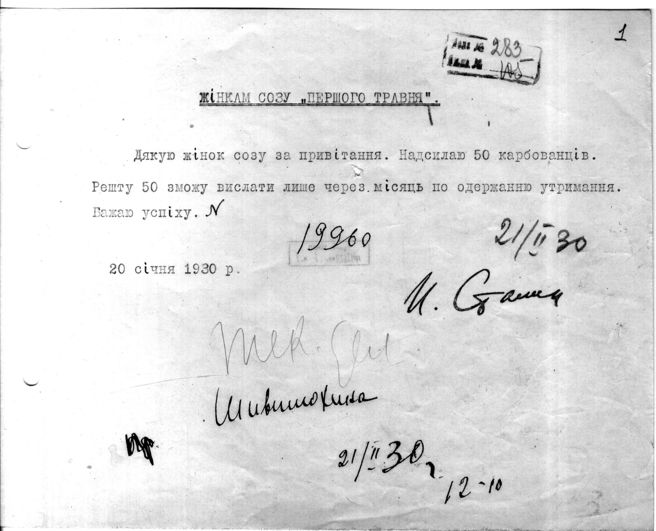 1
283
105
ЖІНКАМ СОЗУ „ПЕРШОГО ТРАВНЯ".
Дякую жінок созу за привітання. Надсилаю 50 карбованців.
Решту 50 зможу вислати лише через місяць по одержанню утримання.
Бажаю успіху. N
19960
21/II 30
20 січня 1930 р.
И. Сталин
21/II 30 г.
12-10